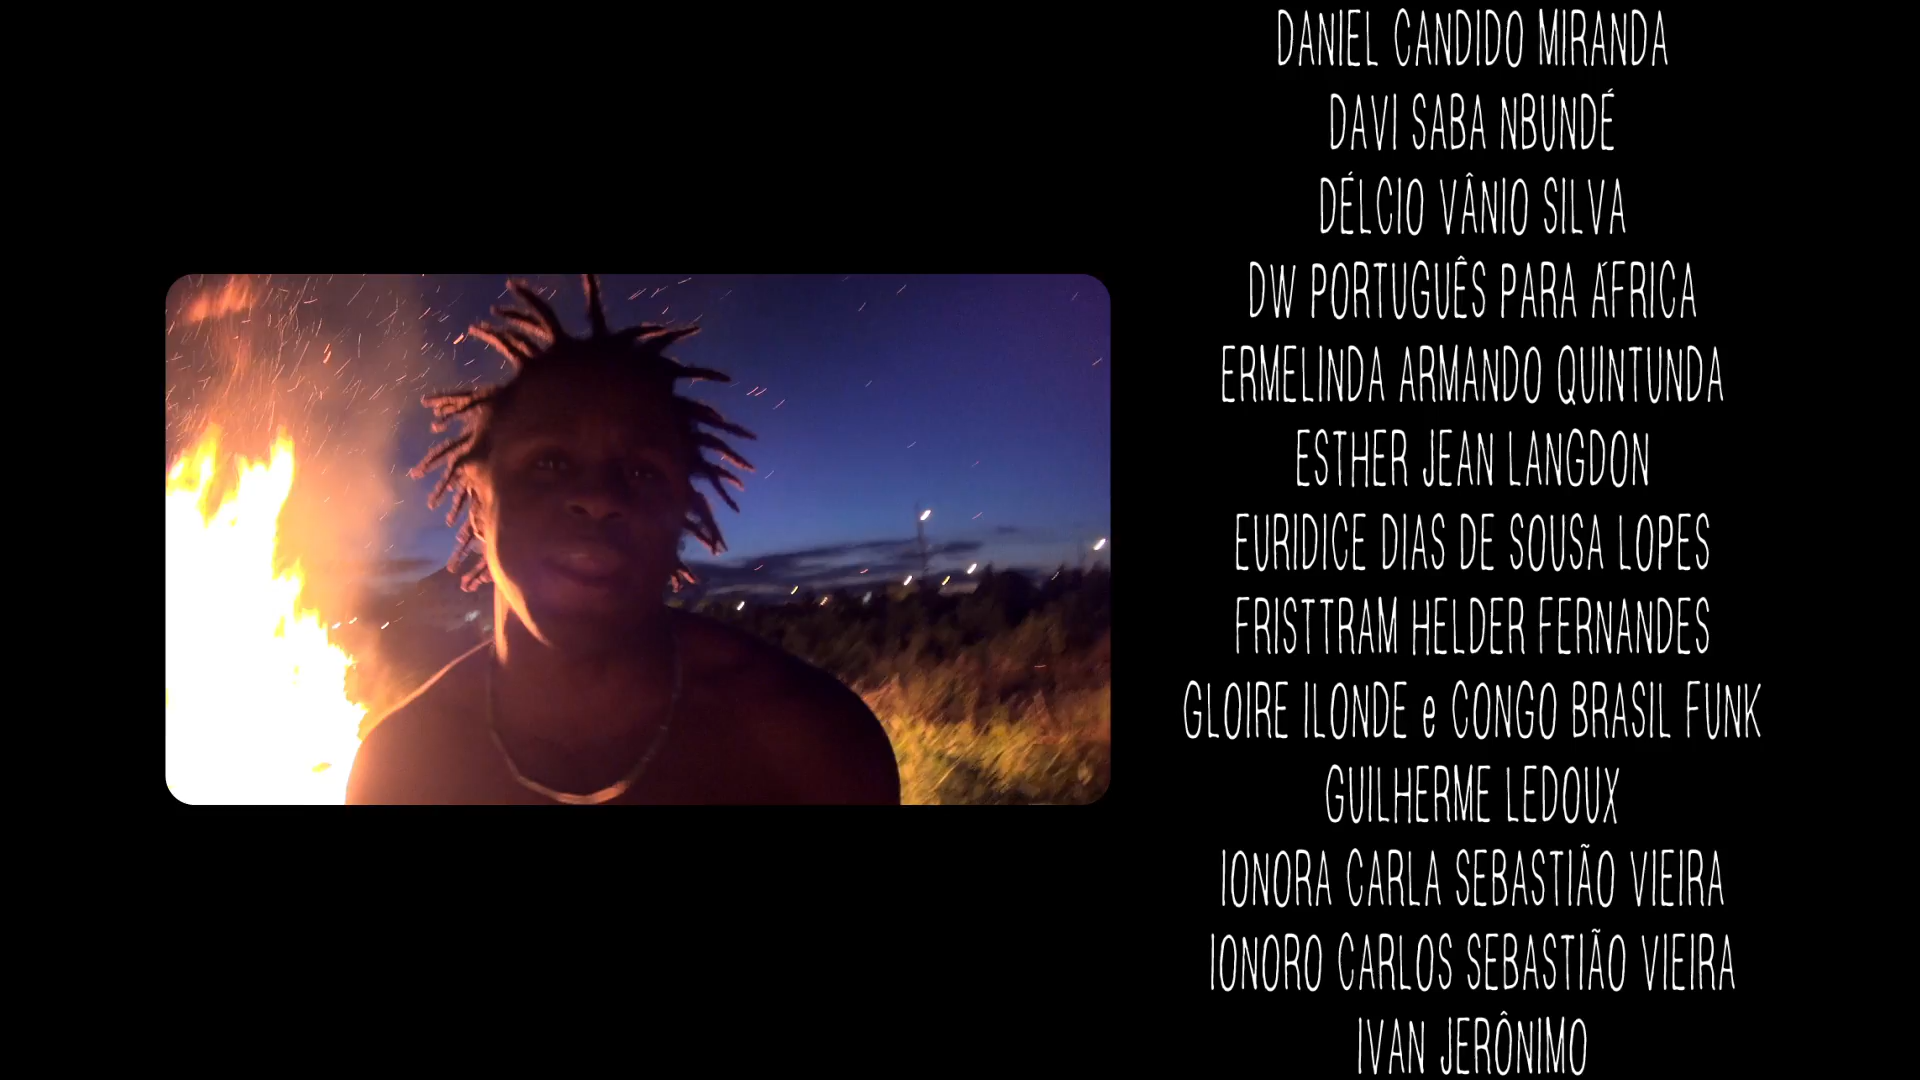 DANIEL CANDIDO MIRANDA
DAVI SABA NBUNDÉ
DÉLCIO VÂNIO SILVA
DW PORTUGUÊS PARA ÁFRICA
ERMELINDA ARMANDO QUINTUNDA
ESTHER JEAN LANGDON
EURIDICE DIAS DE SOUSA LOPES
FRISTTRAM HELDER FERNANDES
GLOIRE ILONDE e CONGO BRASIL FUNK
GUILHERME LEDOUX
IONORA CARLA SEBASTIÃO VIEIRA
IONORO CARLOS SEBASTIÃO VIEIRA
IVAN JERÔNIMO